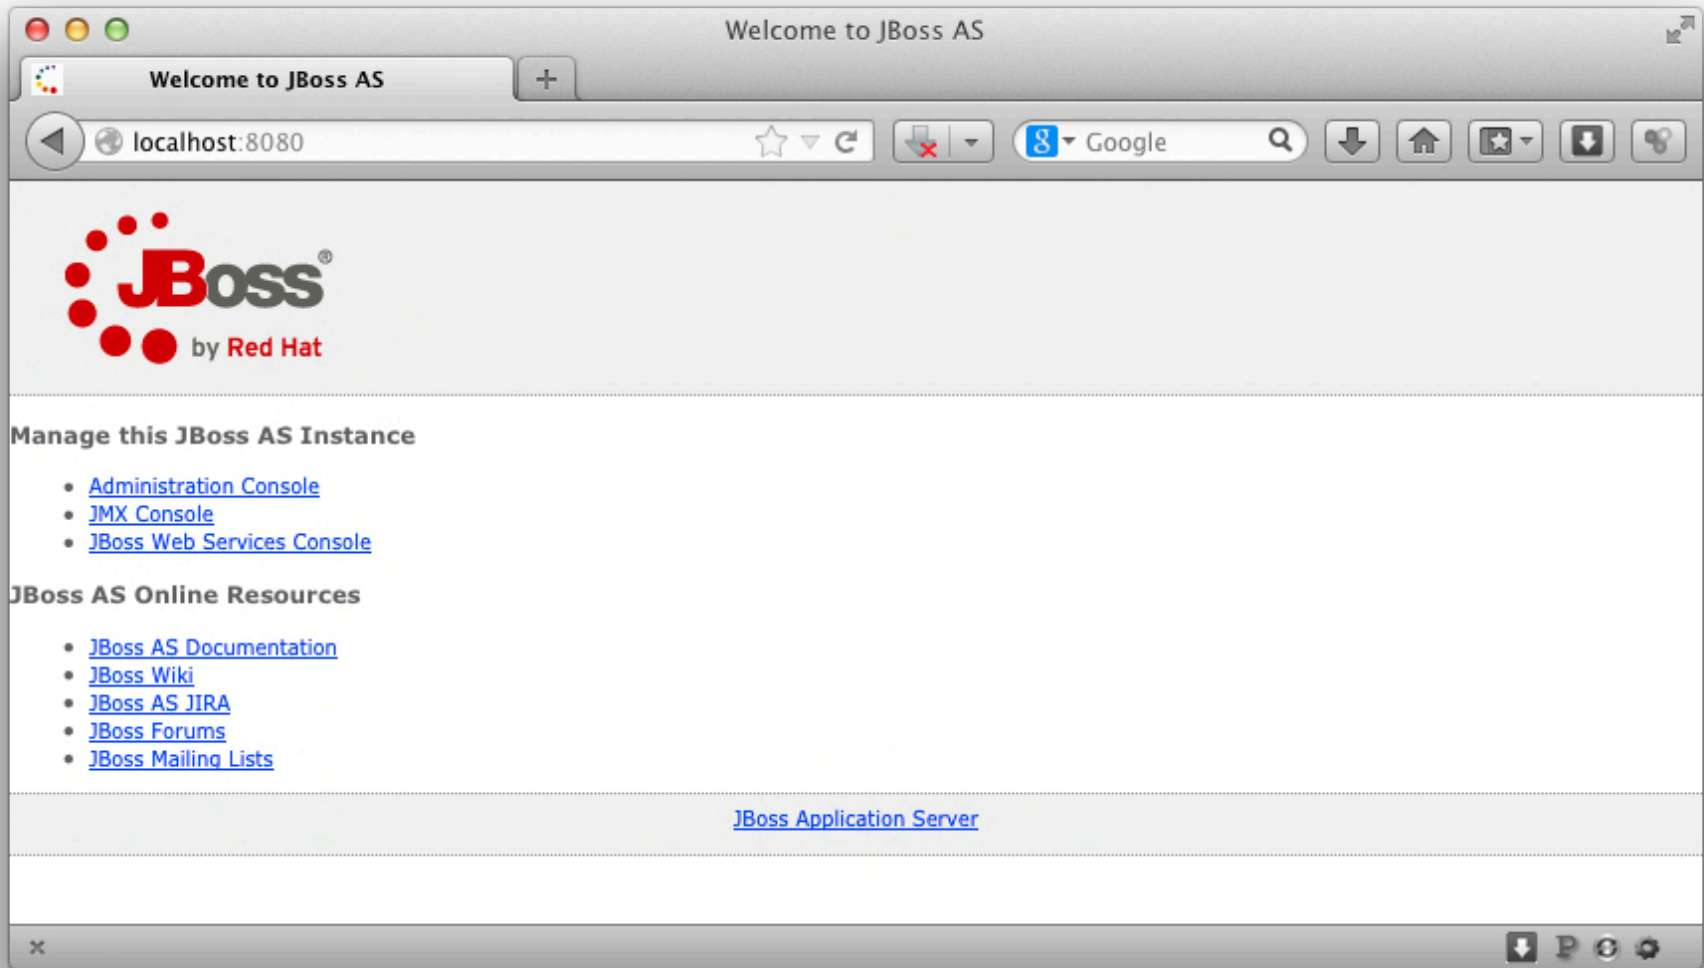 Welcome to JBoss AS
Welcome to JBoss AS
localhost:8080
8 Google
JBoss®
by Red Hat
Manage this JBoss AS Instance
Administration Console
JMX Console
JBoss Web Services Console
JBoss AS Online Resources
JBoss AS Documentation
JBoss Wiki
JBoss AS JIRA
JBoss Forums
JBoss Mailing Lists
JBoss Application Server
P